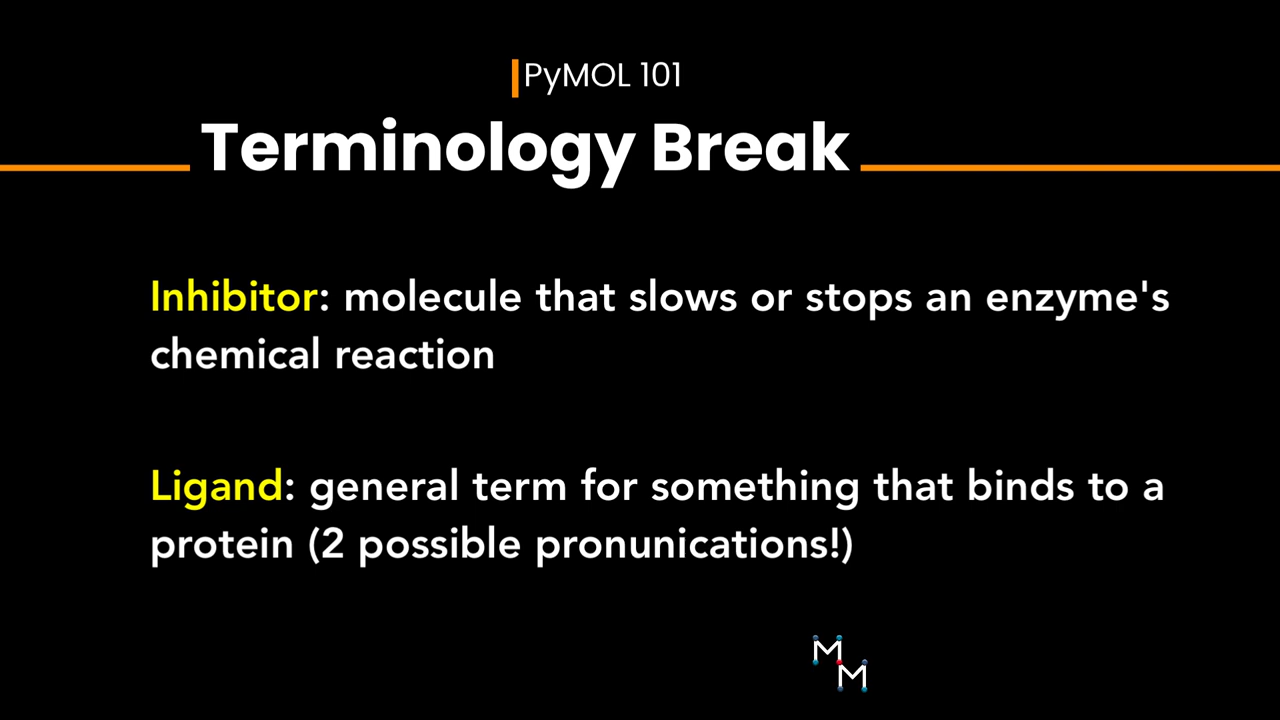 PyMOL 101
Terminology Break
Inhibitor: molecule that slows or stops an enzyme's
chemical reaction
Ligand: general term for something that binds to a
protein (2 possible pronunications!)
M
M